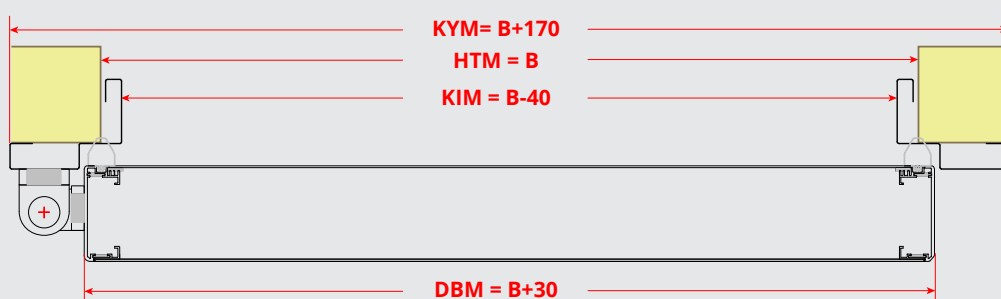 KYM= B+170
HTM = B
KIM = B-40
DBM = B+30